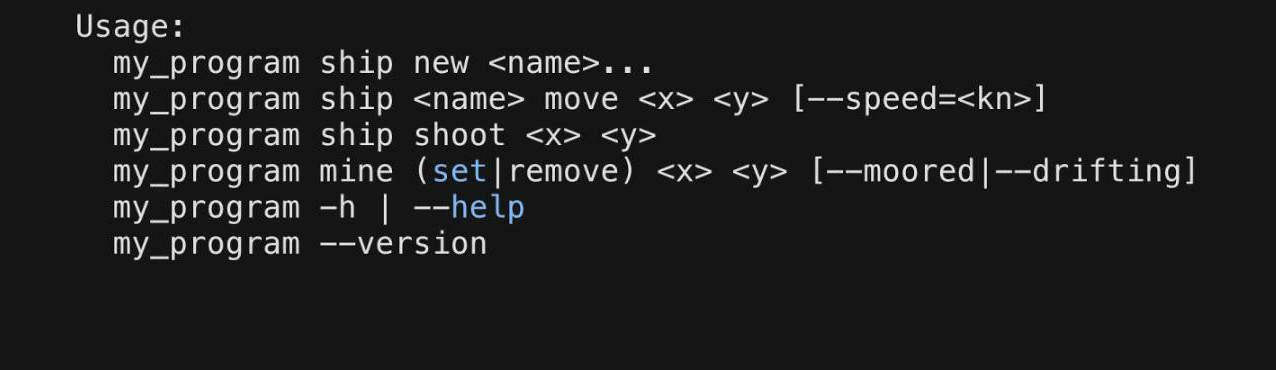 Usage:
my_program ship new <name>...
my_program ship <name> move <x> <y> [--speed=<kn>]
my_program ship shoot <x> <y>
my_program mine (set|remove) <x> <y> [--moored|--drifting]
my_program -h | --help
my_program --version